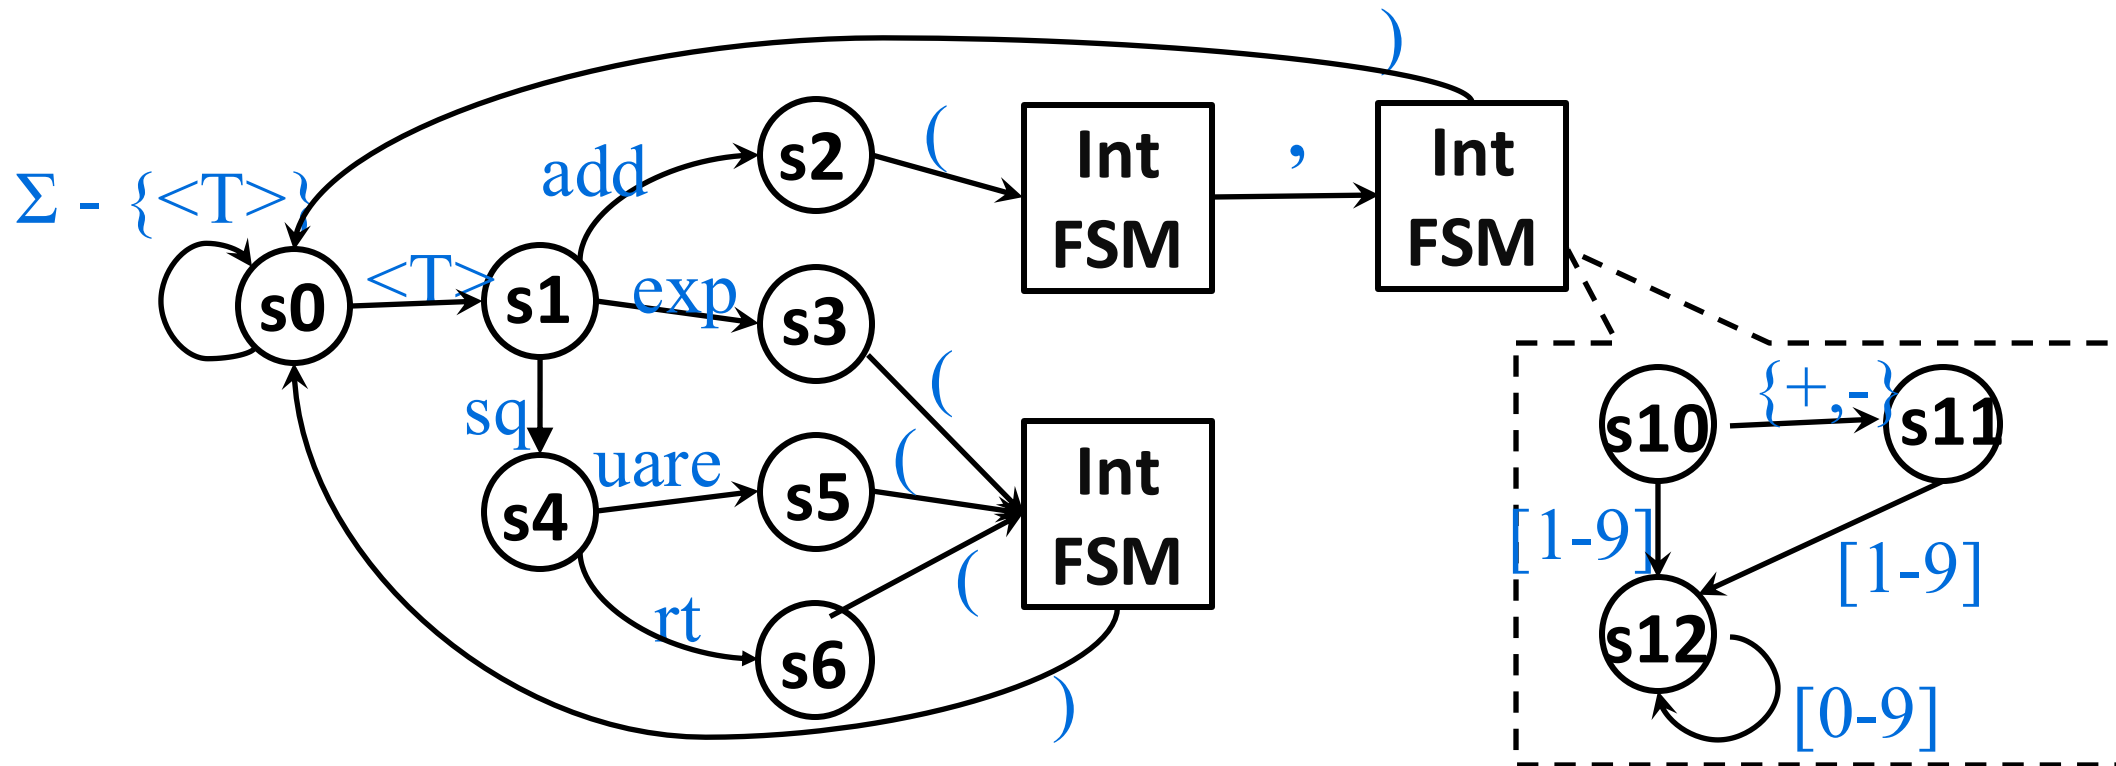 )
Σ - {<T>}
<T>
s0
s1
add
s2
(
Int
FSM
,
Int
FSM
exp
s3
(
sq
s4
uare
s5
(
Int
FSM
rt
s6
(
)
s10
{+,-}
s11
[1-9]
[1-9]
s12
[0-9]